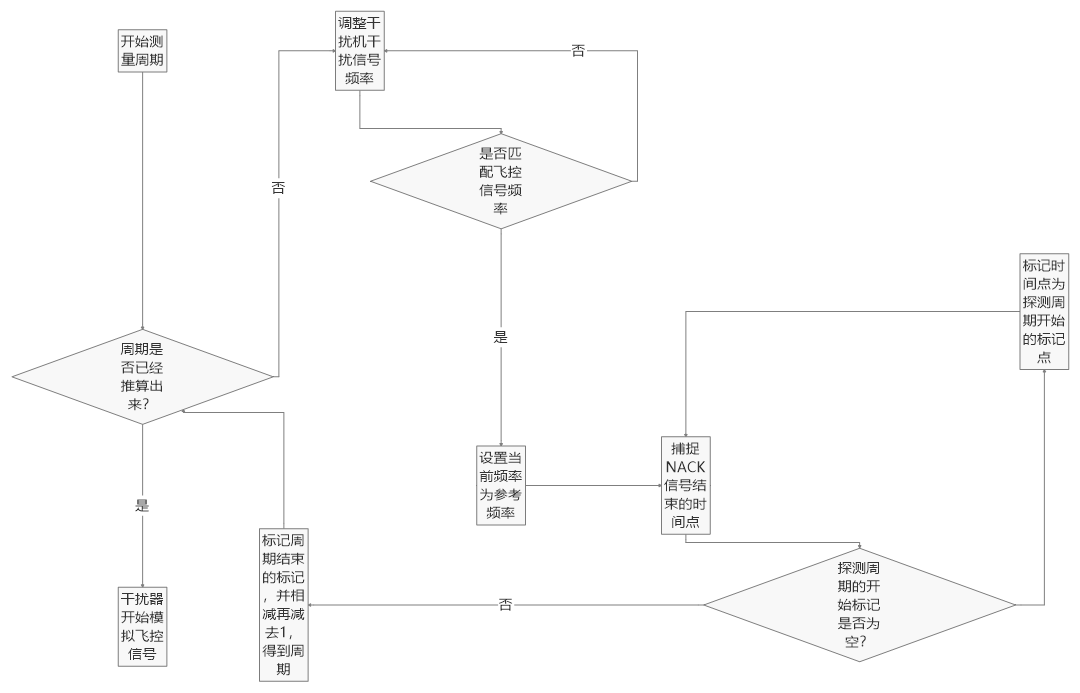 开始测
量周期
调整干
扰机干
扰信号
频率
否
是否匹
配飞控
信号频
率
否
标记时
间点为
探测周
期开始
的标记
点
是
周期是
否已经
推算出
来?
捕捉
NACK
信号结
束的时
间点
设置当
前频率
为参考
频率
是
标记周
期结束
的标记
,并相
减再减
去1,
得到周
期
探测周
期的开
始标记
是否为
空?
否
干扰器
开始模
拟飞控
信号